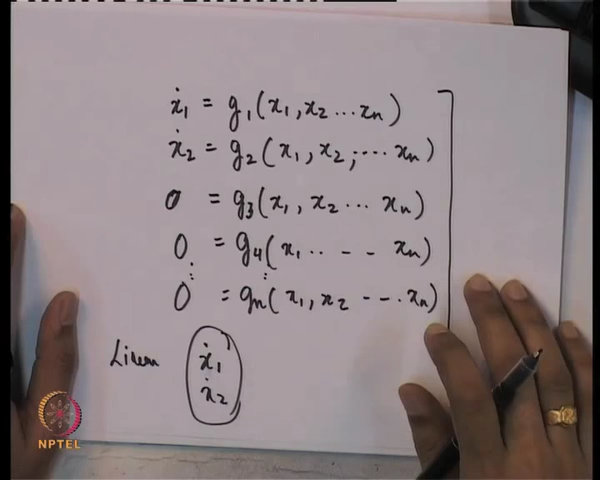 ẋ₁ = g₁(x₁, x₂ ... xₙ)
ẋ₂ = g₂(x₁, x₂, ... xₙ)
0 = g₃(x₁, x₂ ... xₙ)
0 = g₄(x₁ .. - - xₙ)
⋮ ⋮
0 = gₙ(x₁, x₂ -- .. xₙ)
ẋ₁
ẋ₂
NPTEL